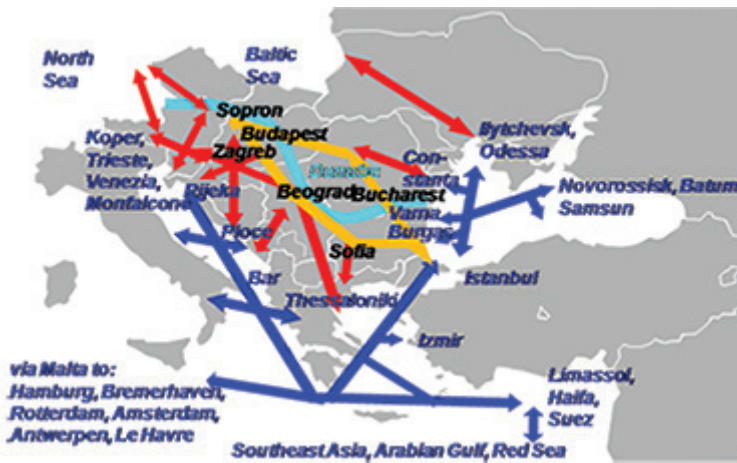 North
Sea
Baltic
Sea
Sopron
Budapest
Zagreb
Koper,
Trieste,
Venezia,
Monfalcone
Rijeka
Ilytchevsk,
Odessa
Con-
stanta
Beograd
Bucharest
Varna
Burgas
Novorossisk, Batum
Samsun
Ploce
Sofia
Bar
Thessaloniki
Istanbul
Izmir
via Malta to:
Hamburg, Bremerhaven,
Rotterdam, Amsterdam,
Antwerpen, Le Havre
Limassol,
Haifa,
Suez
Southeast Asia, Arabian Gulf, Red Sea